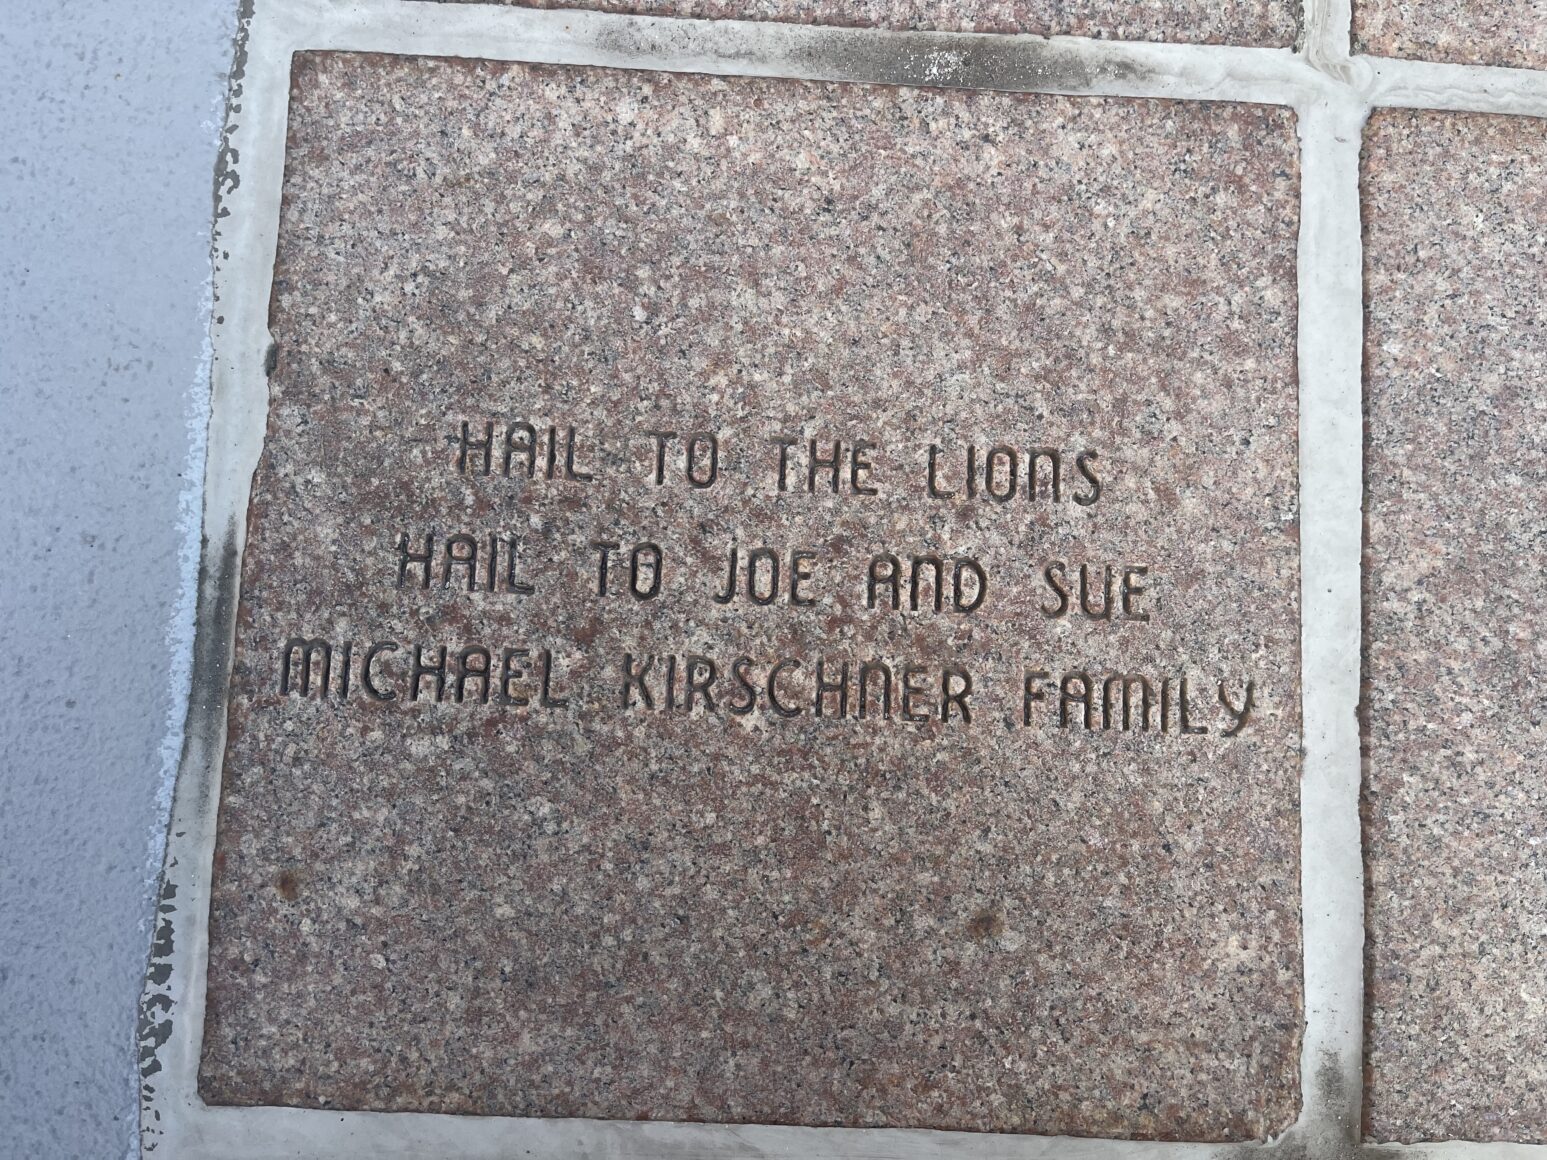 HAIL TO THE LIONS
HAIL TO JOE AND SUE
MICHAEL KIRSCHNER FAMILY